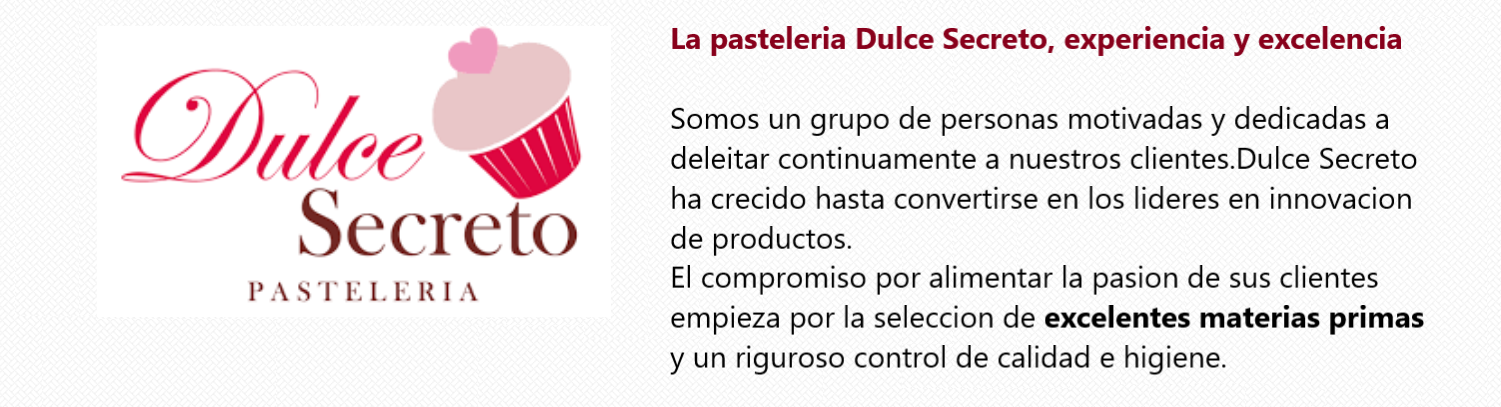 Dulce
Secreto
PASTELERIA
La pasteleria Dulce Secreto, experiencia y excelencia
Somos un grupo de personas motivadas y dedicadas a
deleitar continuamente a nuestros clientes.Dulce Secreto
ha crecido hasta convertirse en los lideres en innovacion
de productos.
El compromiso por alimentar la pasion de sus clientes
empieza por la seleccion de excelentes materias primas
y un riguroso control de calidad e higiene.